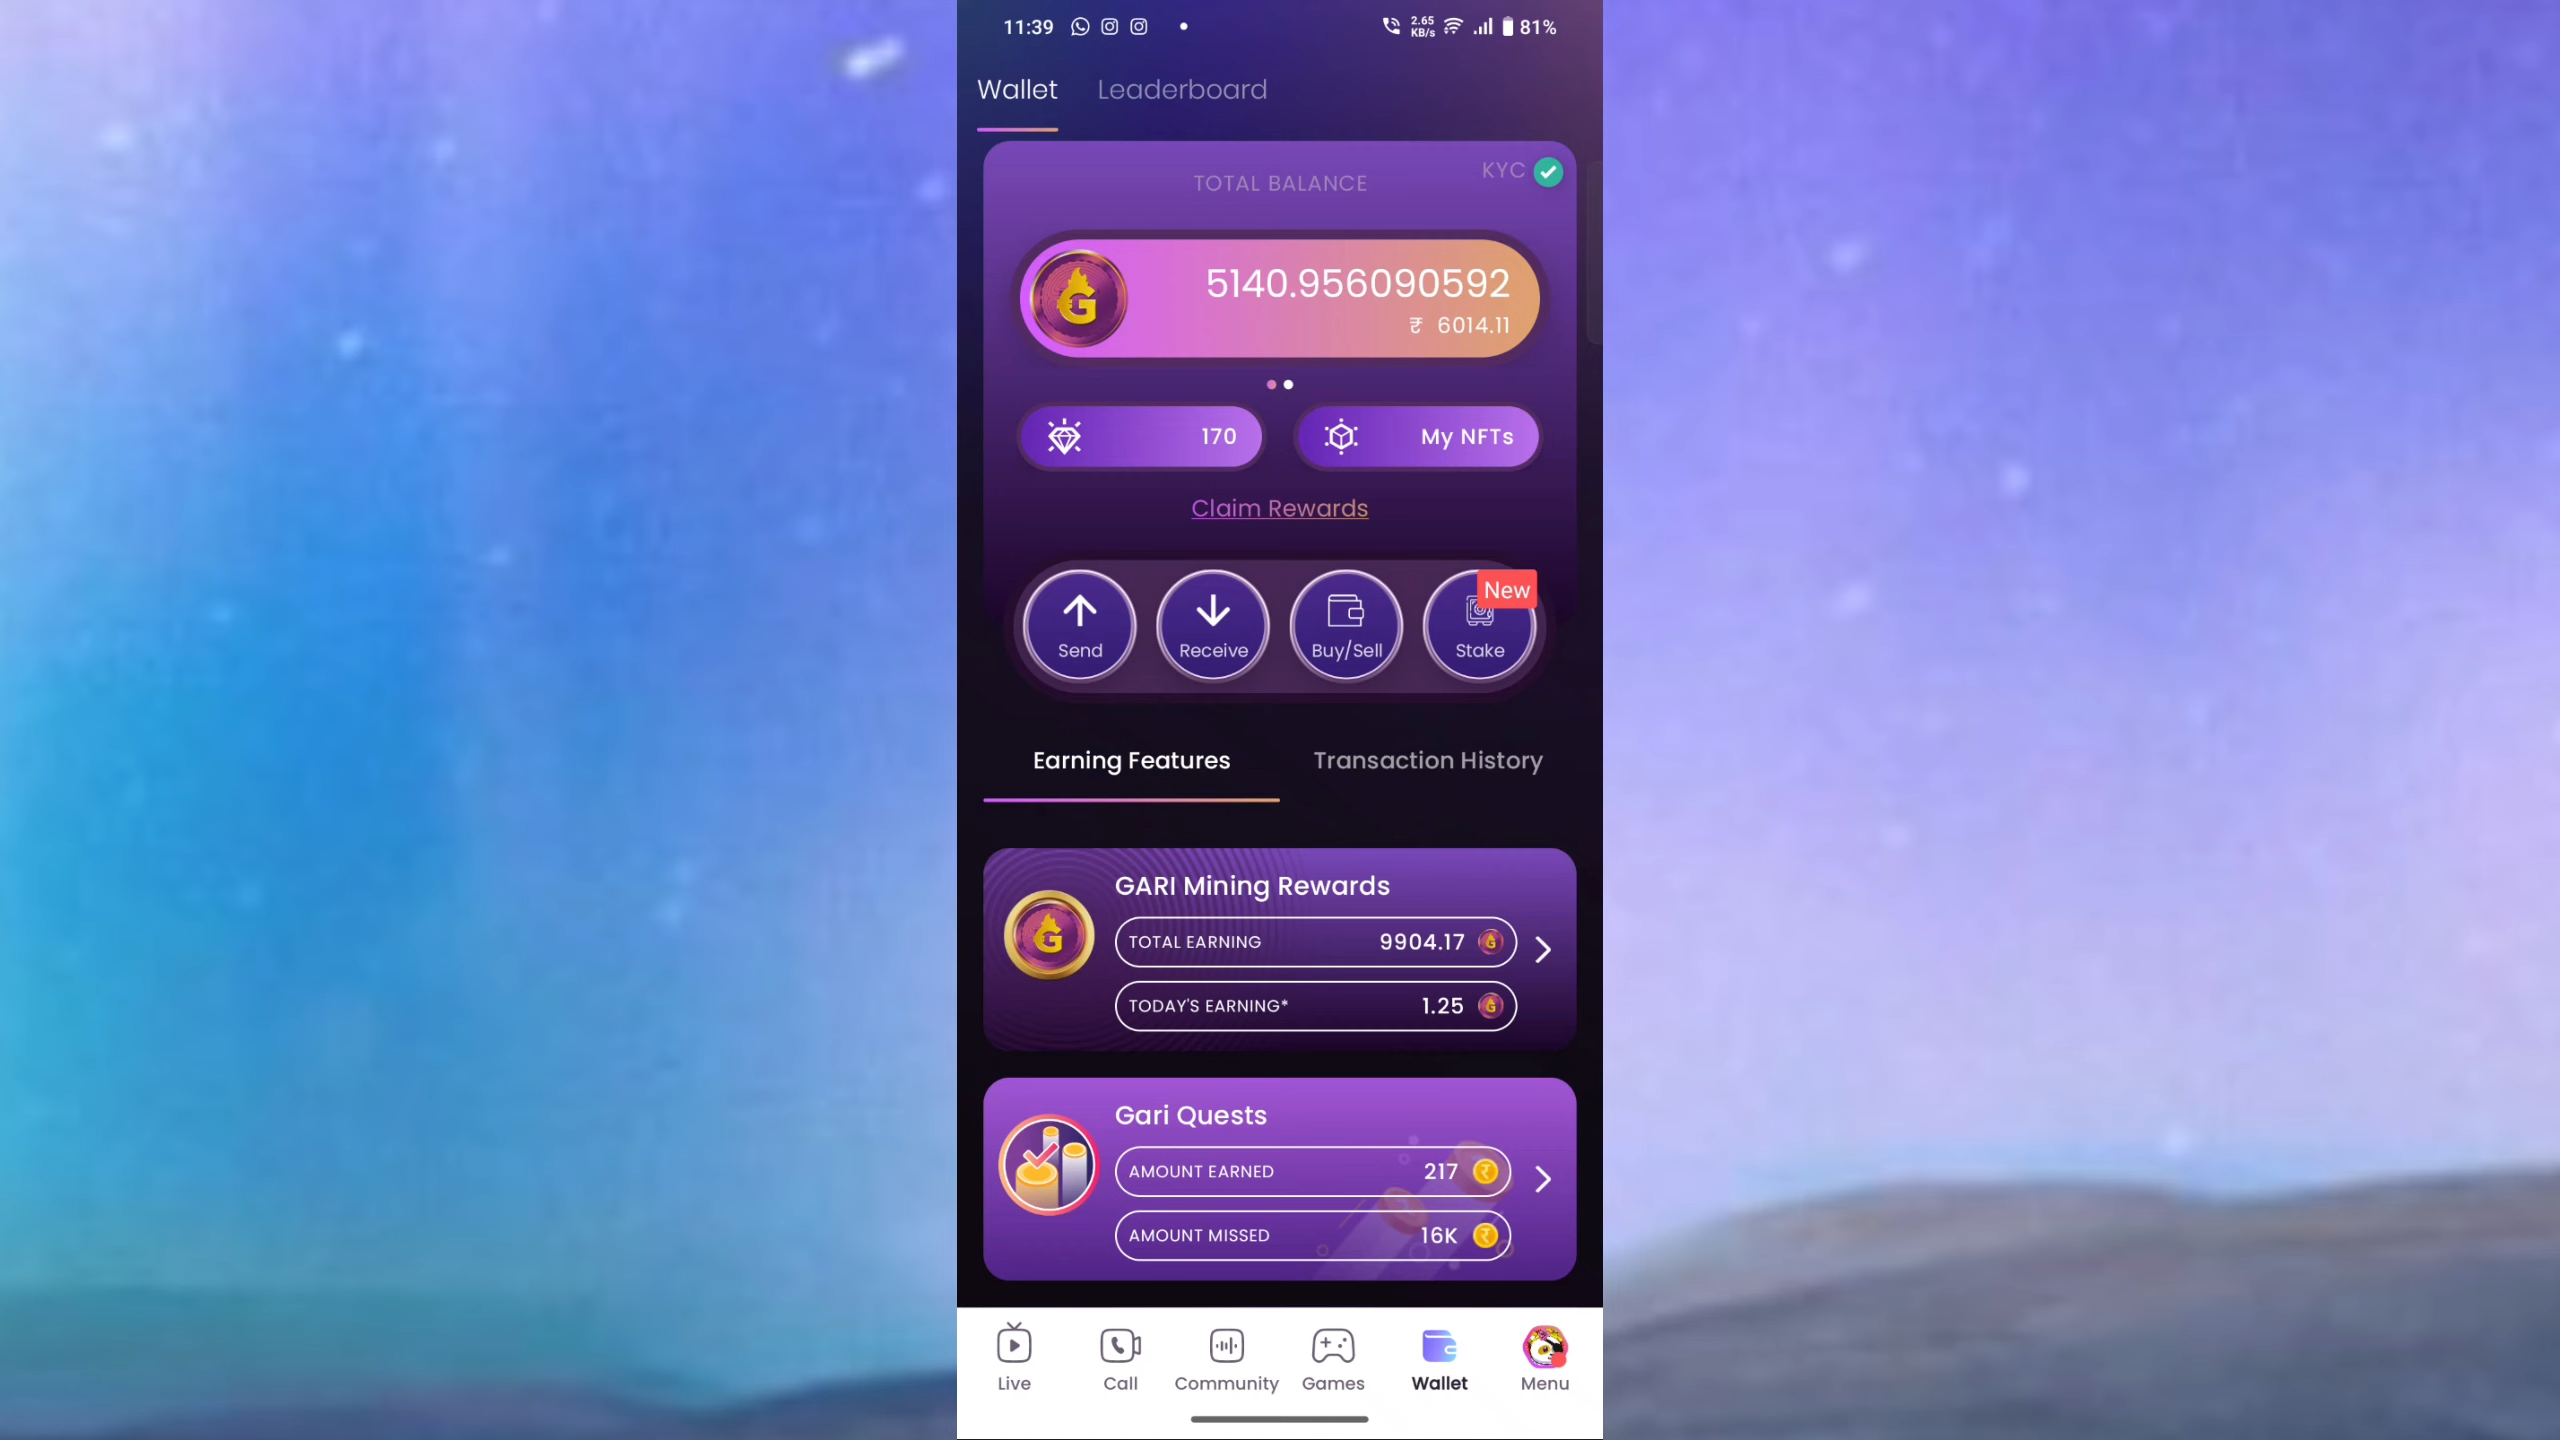 11:39 2.65 KB/s 81%
Wallet Leaderboard
KYC
TOTAL BALANCE
5140.956090592
₹ 6014.11
170 My NFTs
Claim Rewards
New
Send Receive Buy/Sell Stake
Earning Features Transaction History
GARI Mining Rewards
TOTAL EARNING 9904.17
TODAY'S EARNING* 1.25
Gari Quests
AMOUNT EARNED 217
AMOUNT MISSED 16K
Live Call Community Games Wallet Menu